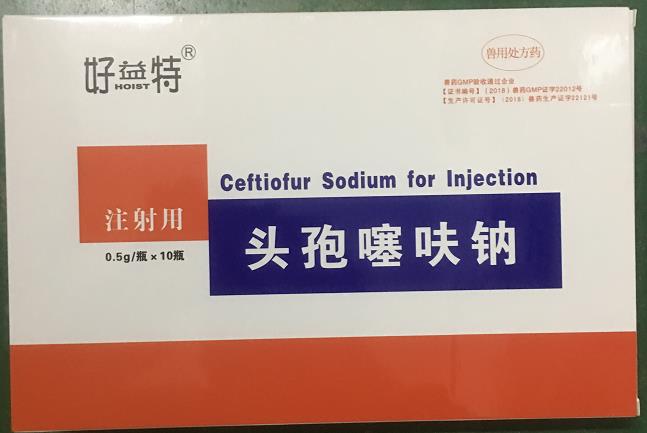 好益特®
HOIST
兽用处方药
兽药GMP验收通过企业
【证书编号】（2018）兽药GMP证字22012号
【生产许可证号】（2018）兽药生产证字22121号
Ceftiofur Sodium for Injection
注射用
头孢噻呋钠
0.5g/瓶×10瓶